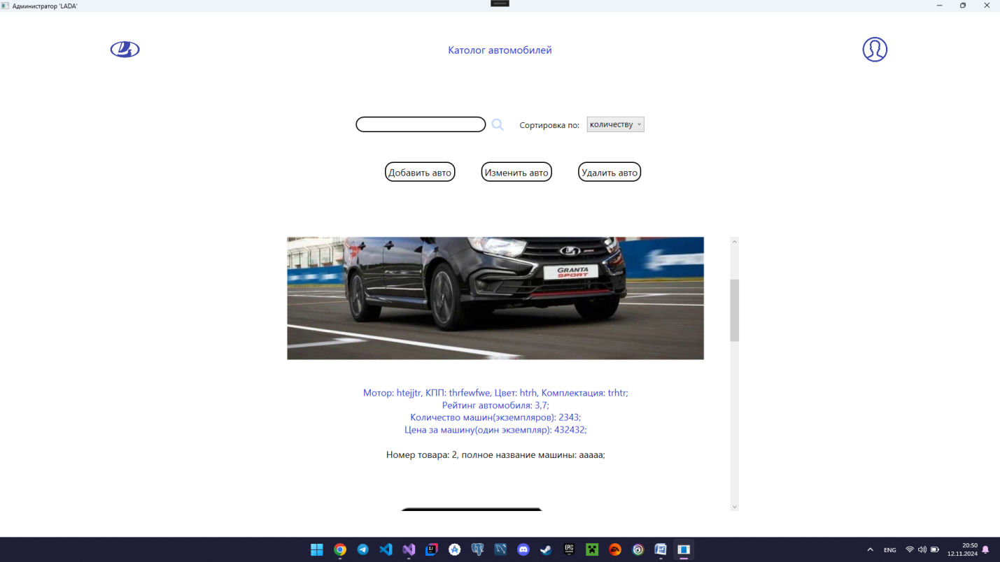 Администратор 'LADA'
Католог автомобилей
Сортировка по:
количеству
Добавить авто
Изменить авто
Удалить авто
GRANTA
SPORT
Мотор: htejjtr, КПП: thrfewfwe, Цвет: htrh, Комплектация: trhtr;
Рейтинг автомобиля: 3,7;
Количество машин(экземпляров): 2343;
Цена за машину(один экземпляр): 432432;
Номер товара: 2, полное название машины: ааааа;
EPIC
EA
ENG
20:50
12.11.2024